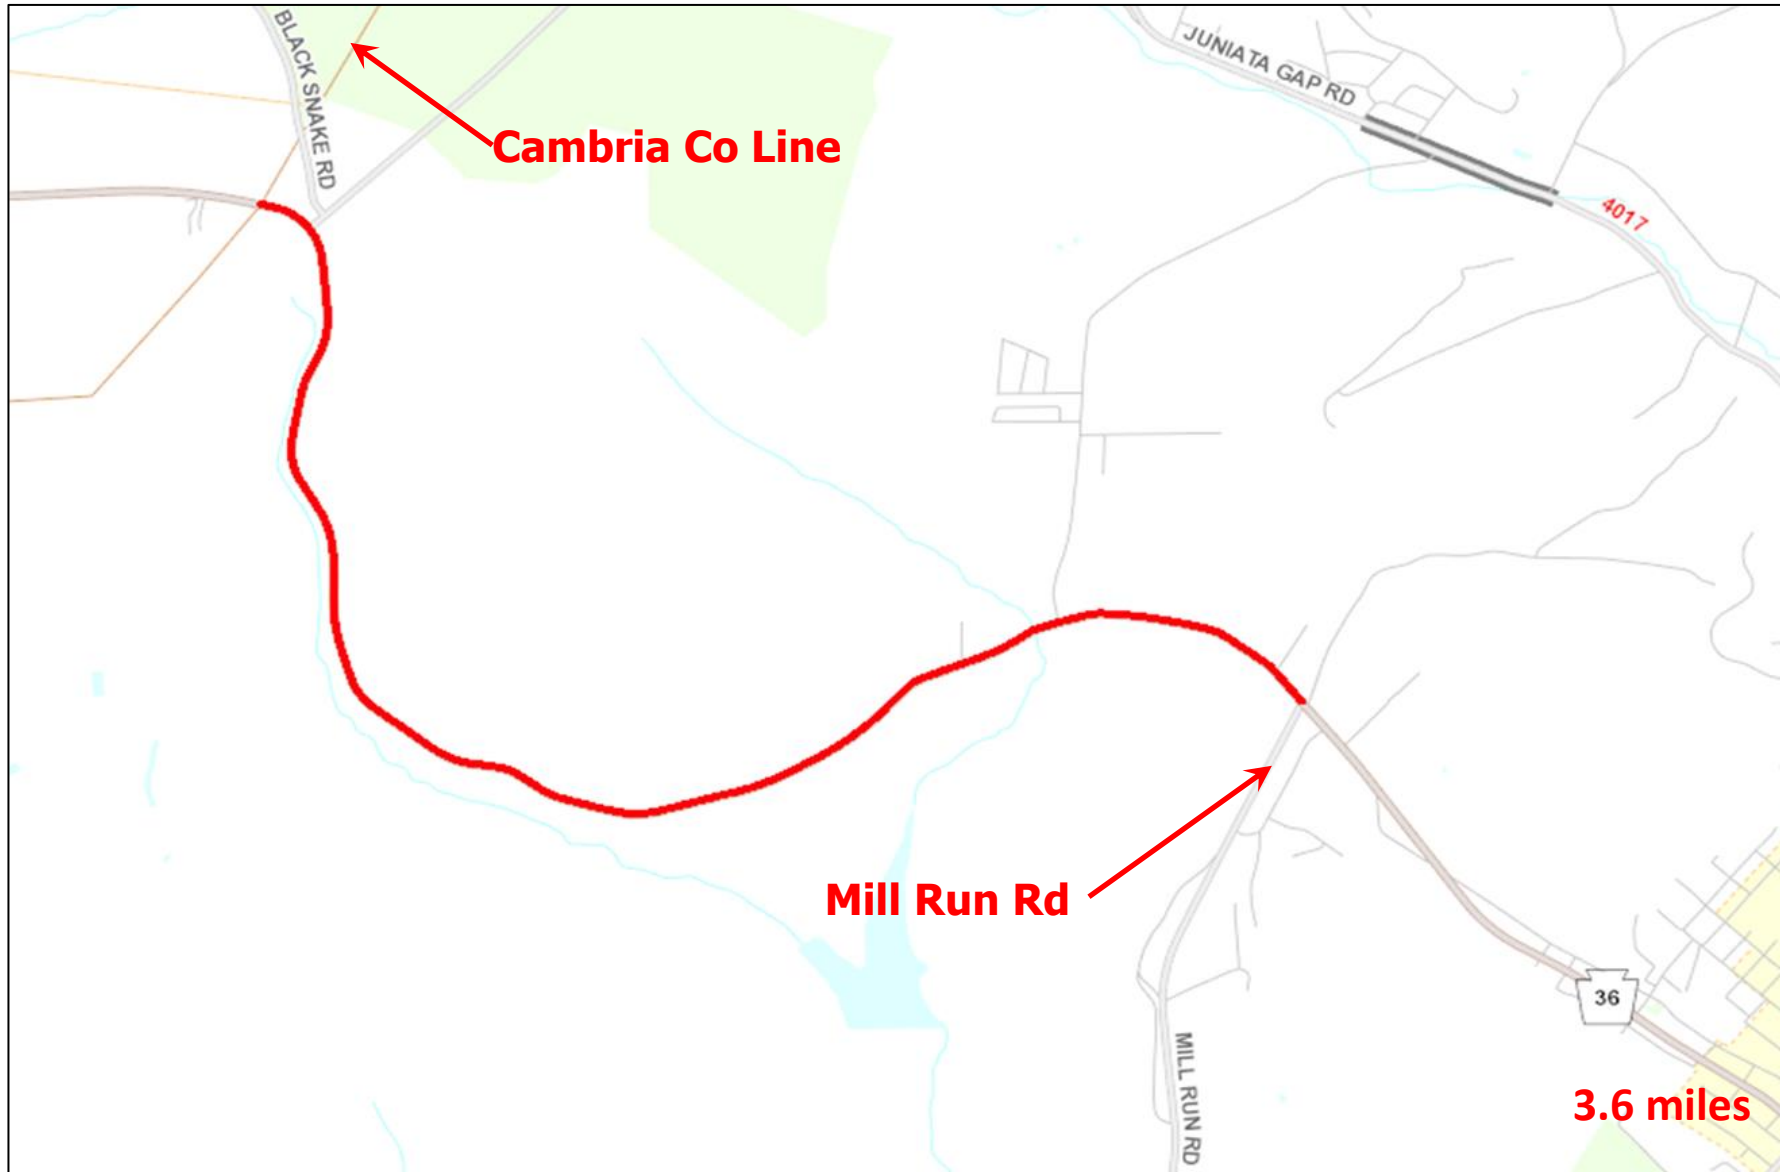 BLACK SNAKE RD
JUNIATA GAP RD
Cambria Co Line
4017
Mill Run Rd
36
MILL RUN RD
3.6 miles